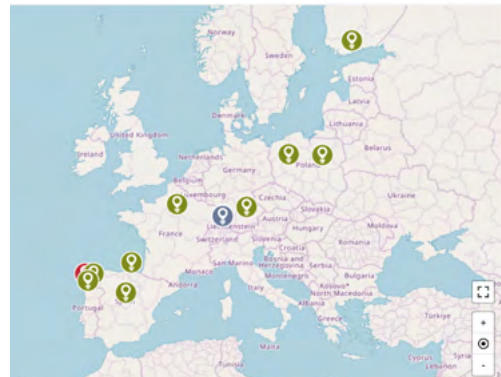 Norway
Sweden
Estonia
Latvia
Denmark
Lithuania
United Kingdom
Ireland
Belarus
Netherlands
Poland
Germany
Belgium
Luxembourg
Czechia
Ukraine
Slovakia
Liechtenstein
Austria
France
Switzerland
Hungary
Moldova
Slovenia
Romania
Croatia
San Marino
Bosnia and
Herzegovina
Serbia
Monaco
Montenegro
Bulgaria
Andorra
Italy
Kosovo*
North Macedonia
Albania
Portugal
Türkiye
Greece
Malta
Cyprus
Syria
Tunisia
Lebanon
+
-